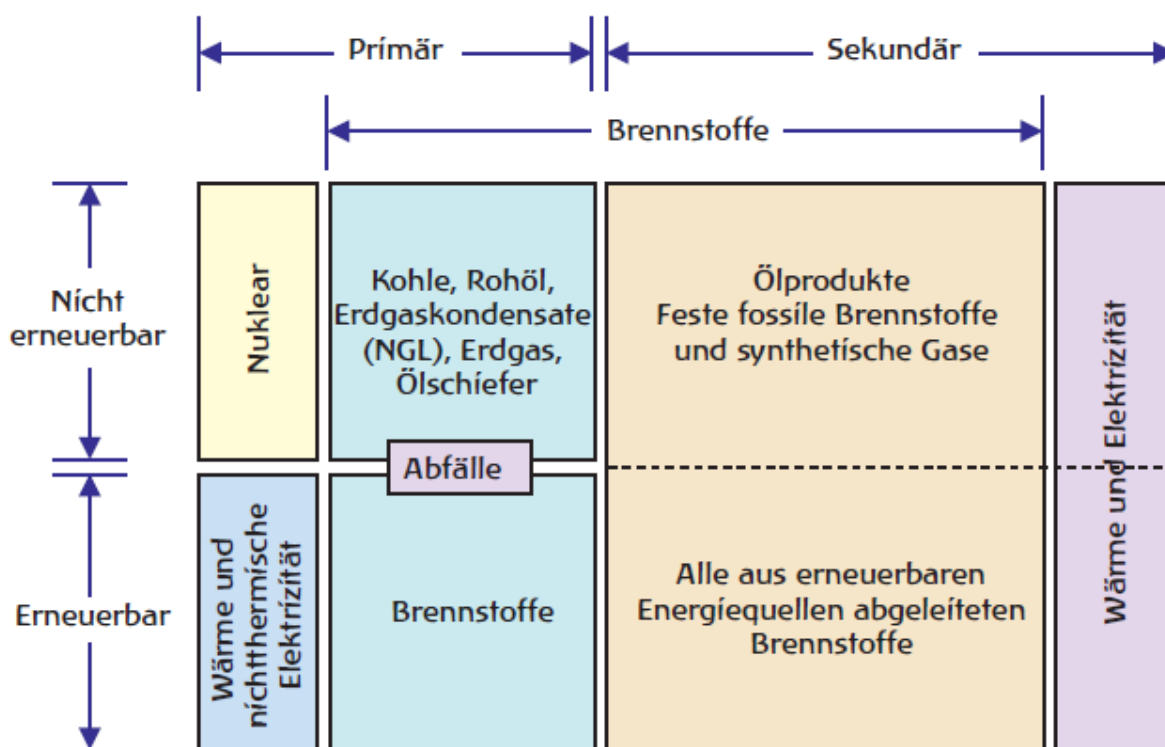 Primär
Sekundär
Brennstoffe
Nicht
erneuerbar
Nuklear
Kohle, Rohöl,
Erdgaskondensate
(NGL), Erdgas,
Ölschiefer
Ölprodukte
Feste fossile Brennstoffe
und synthetische Gase
Wärme und Elektrizität
Abfälle
Erneuerbar
Wärme und
nichtthermische
Elektrizität
Brennstoffe
Alle aus erneuerbaren
Energiequellen abgeleiteten
Brennstoffe